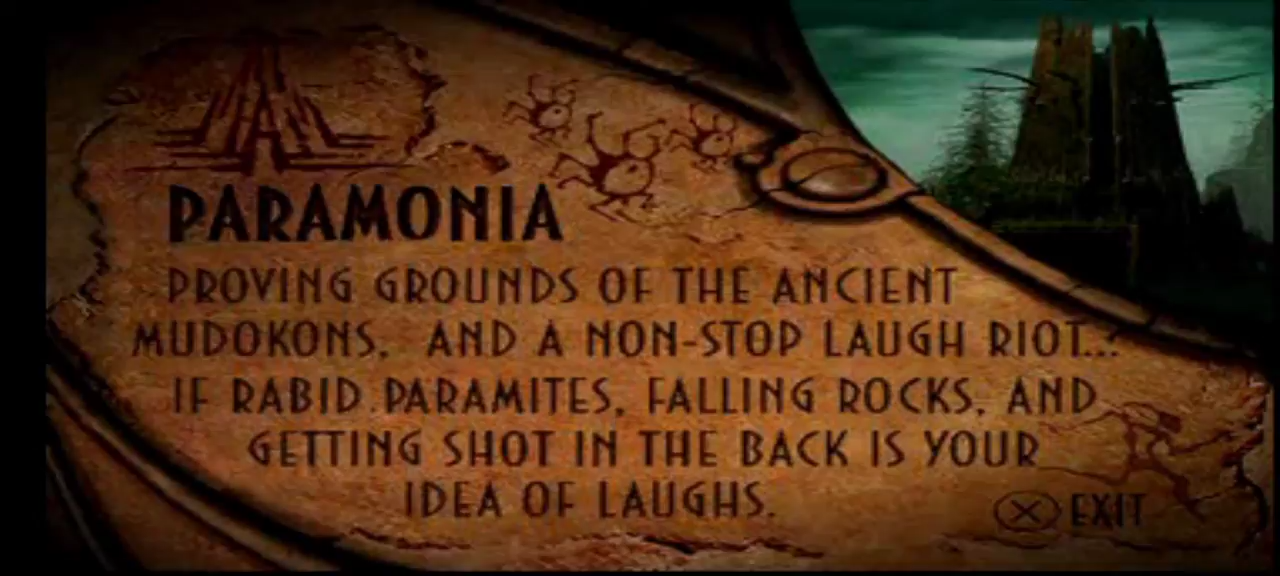 PARAMONIA
PROVING GROUNDS OF THE ANCIENT
MUDOKONS, AND A NON-STOP LAUGH RIOT...
IF RABID PARAMITES, FALLING ROCKS, AND
GETTING SHOT IN THE BACK IS YOUR
IDEA OF LAUGHS.
X EXIT